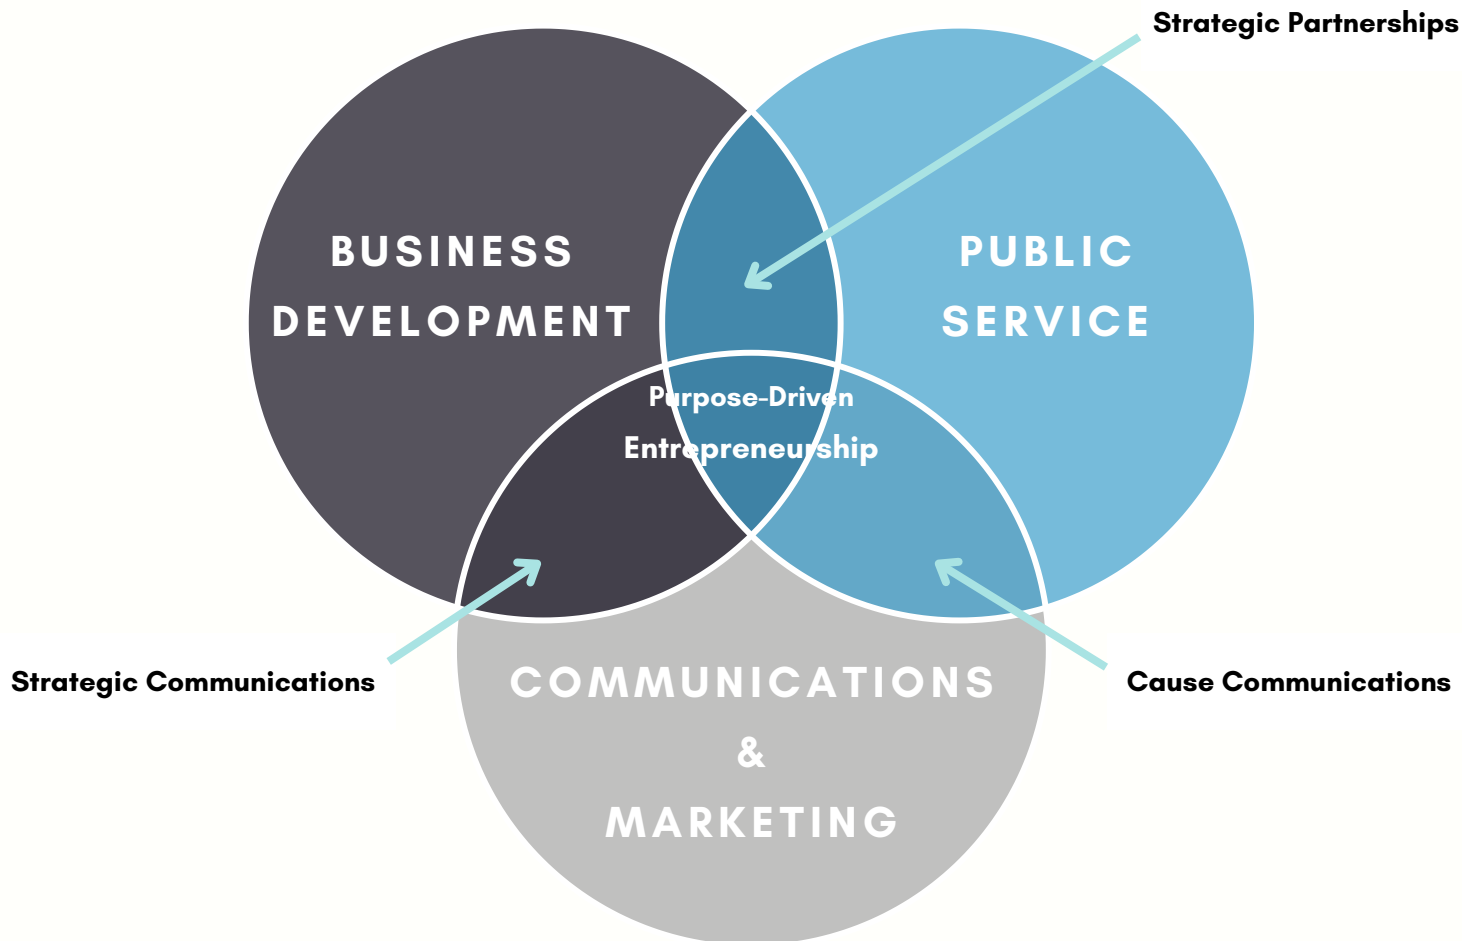 Strategic Partnerships
BUSINESS
DEVELOPMENT
PUBLIC
SERVICE
Purpose-Driven
Entrepreneurship
Strategic Communications
Cause Communications
COMMUNICATIONS
&
MARKETING